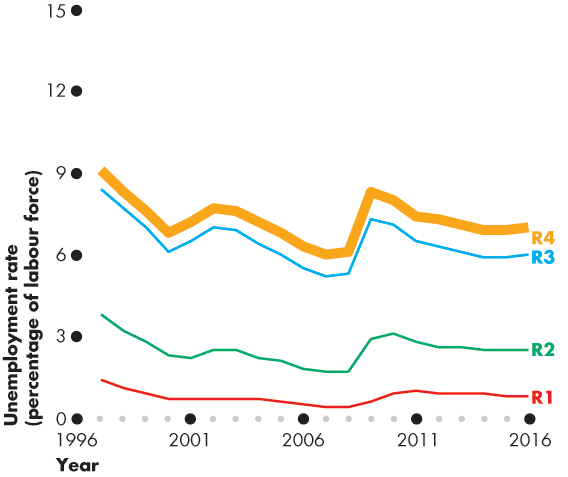 15
12
9
6
3
0
Unemployment rate
(percentage of labour force)
R4
R3
R2
R1
1996
2001
2006
2011
2016
Year